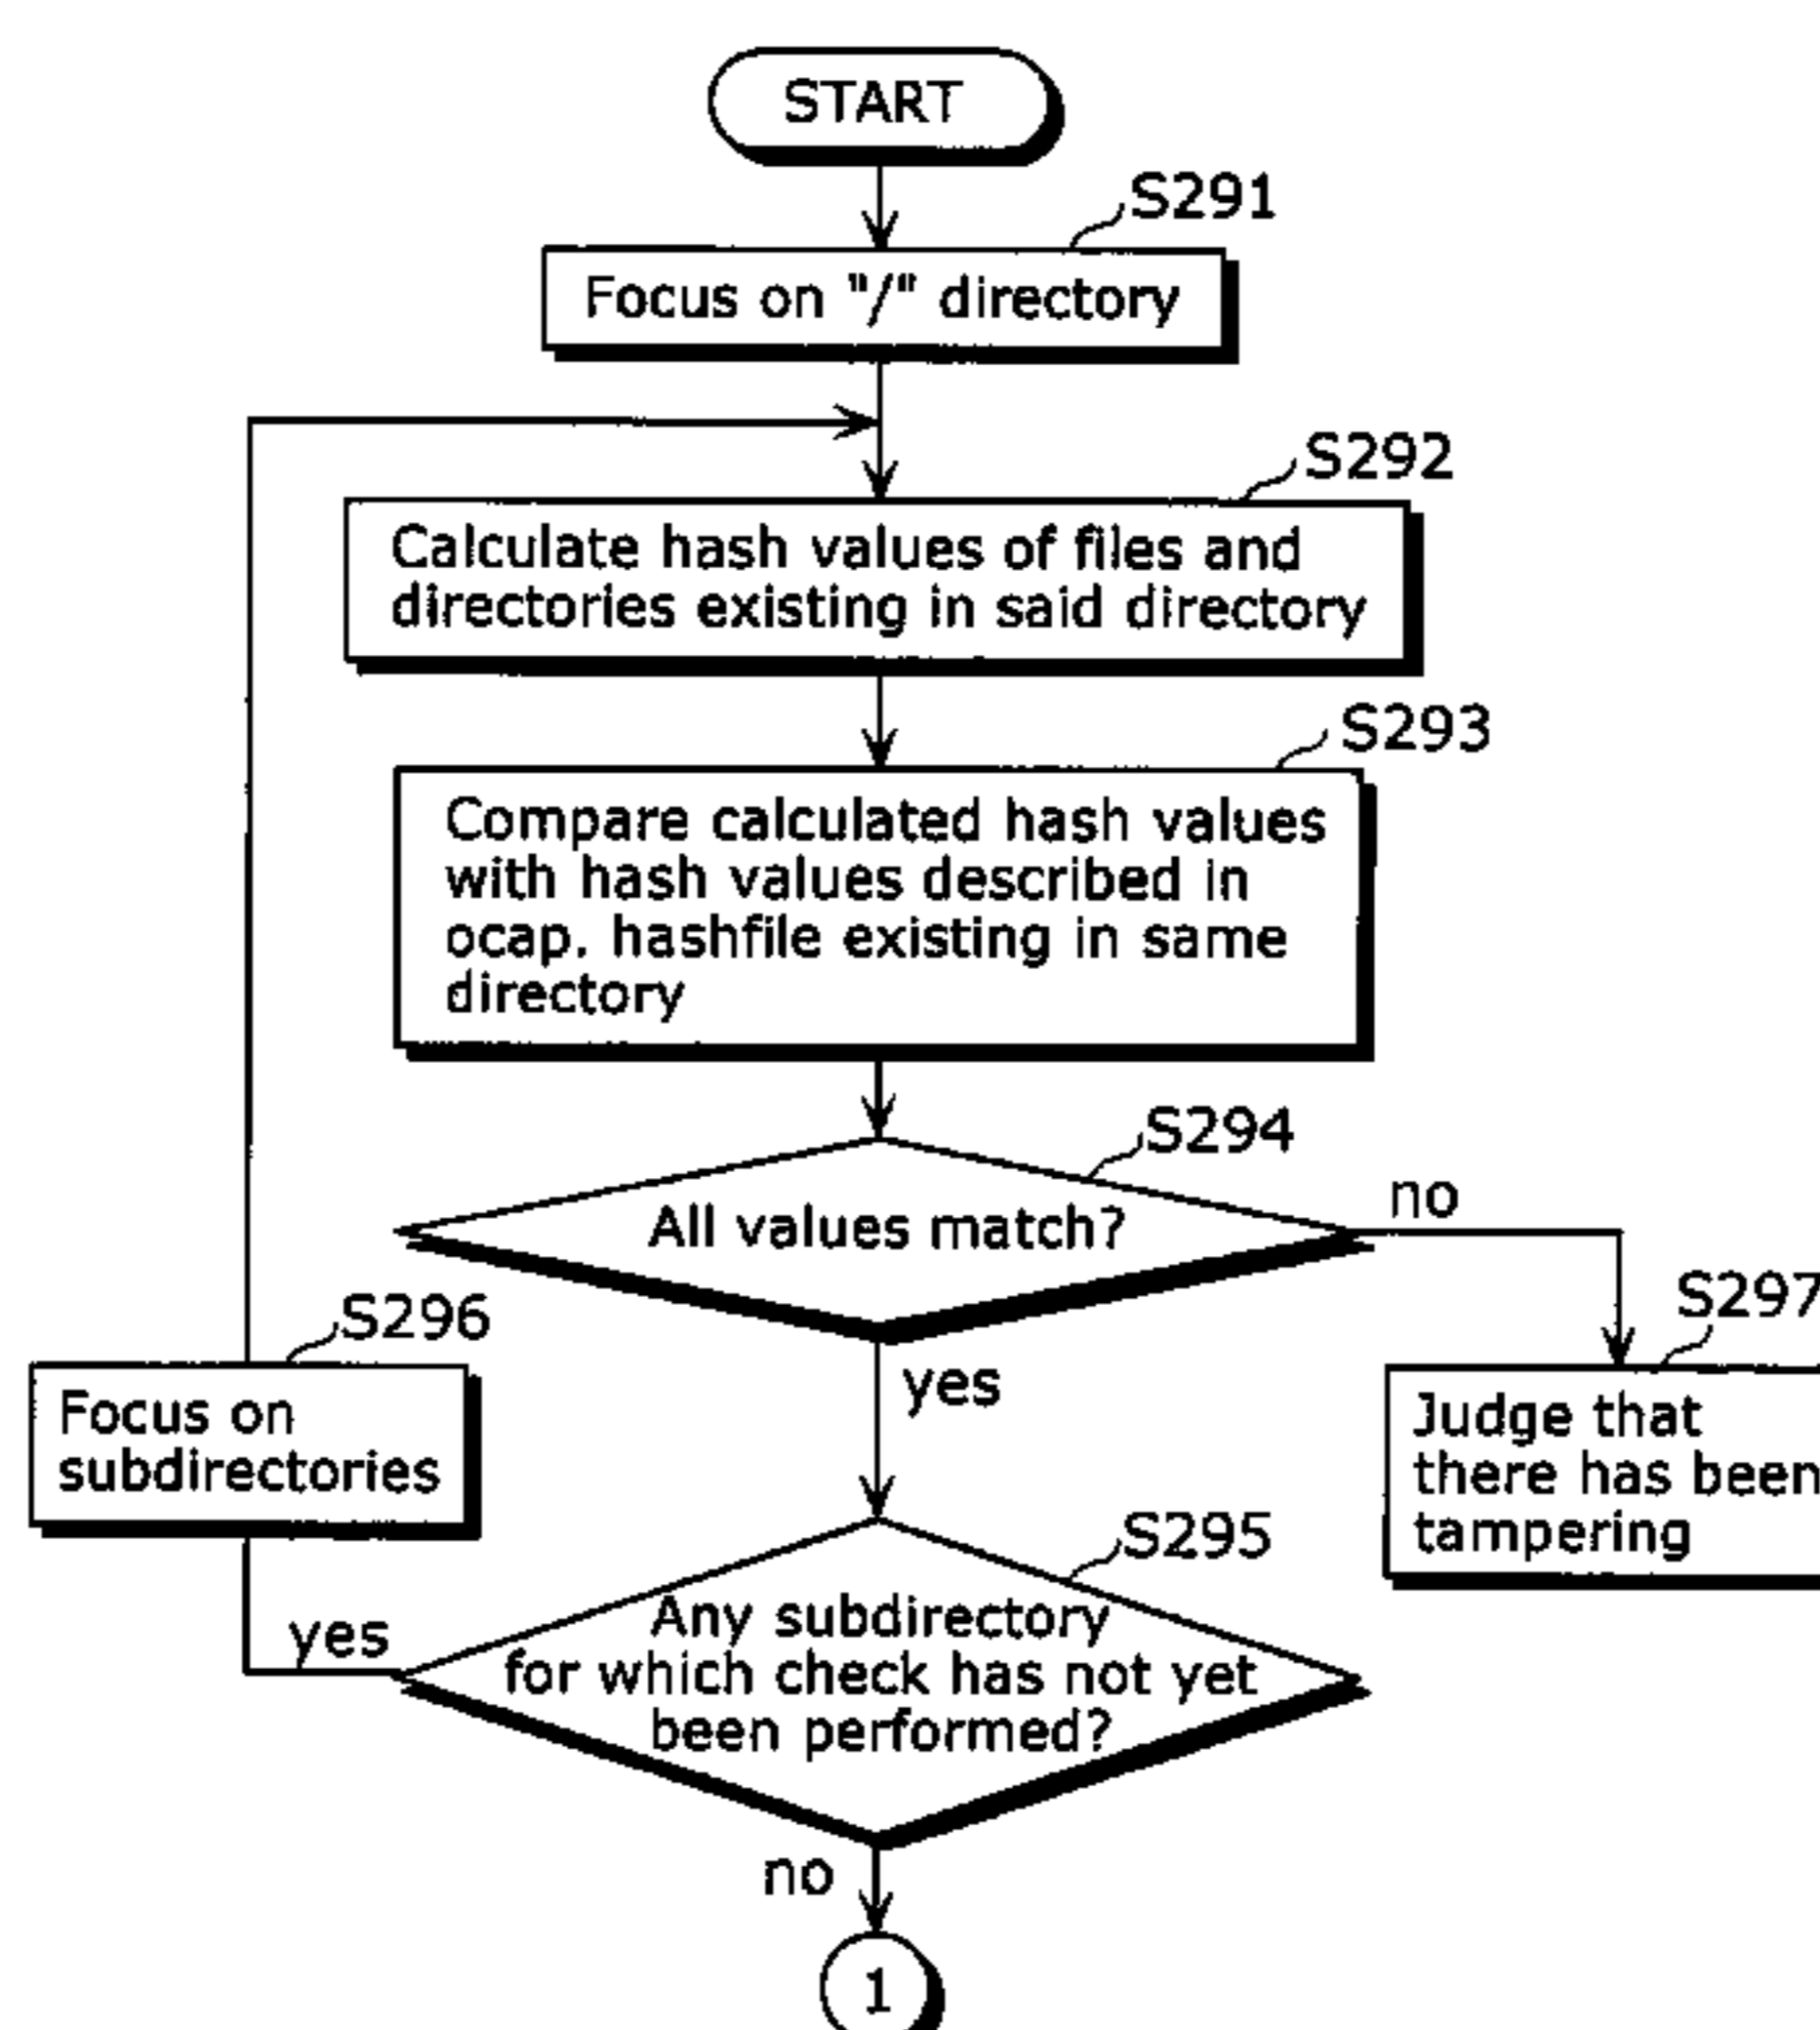 START
S291
Focus on "/" directory
S292
Calculate hash values of files and
directories existing in said directory
S293
Compare calculated hash values
with hash values described in
ocap. hashfile existing in same
directory
S294
All values match?
no
S296
S297
yes
Focus on
subdirectories
Judge that
there has been
tampering
S295
Any subdirectory
for which check has not yet
been performed?
yes
no
1